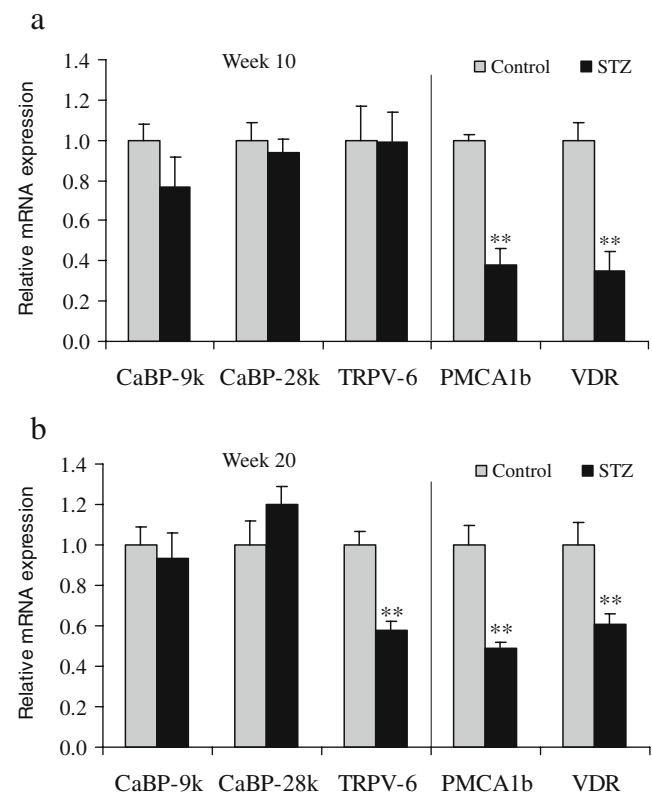 a
Week 10
Control STZ
Relative mRNA expression
1.4
1.2
1.0
0.8
0.6
0.4
0.2
0.0
** **
CaBP-9k CaBP-28k TRPV-6 PMCA1b VDR
b
Week 20
Control STZ
Relative mRNA expression
1.4
1.2
1.0
0.8
0.6
0.4
0.2
0.0
** ** **
CaBP-9k CaBP-28k TRPV-6 PMCA1b VDR